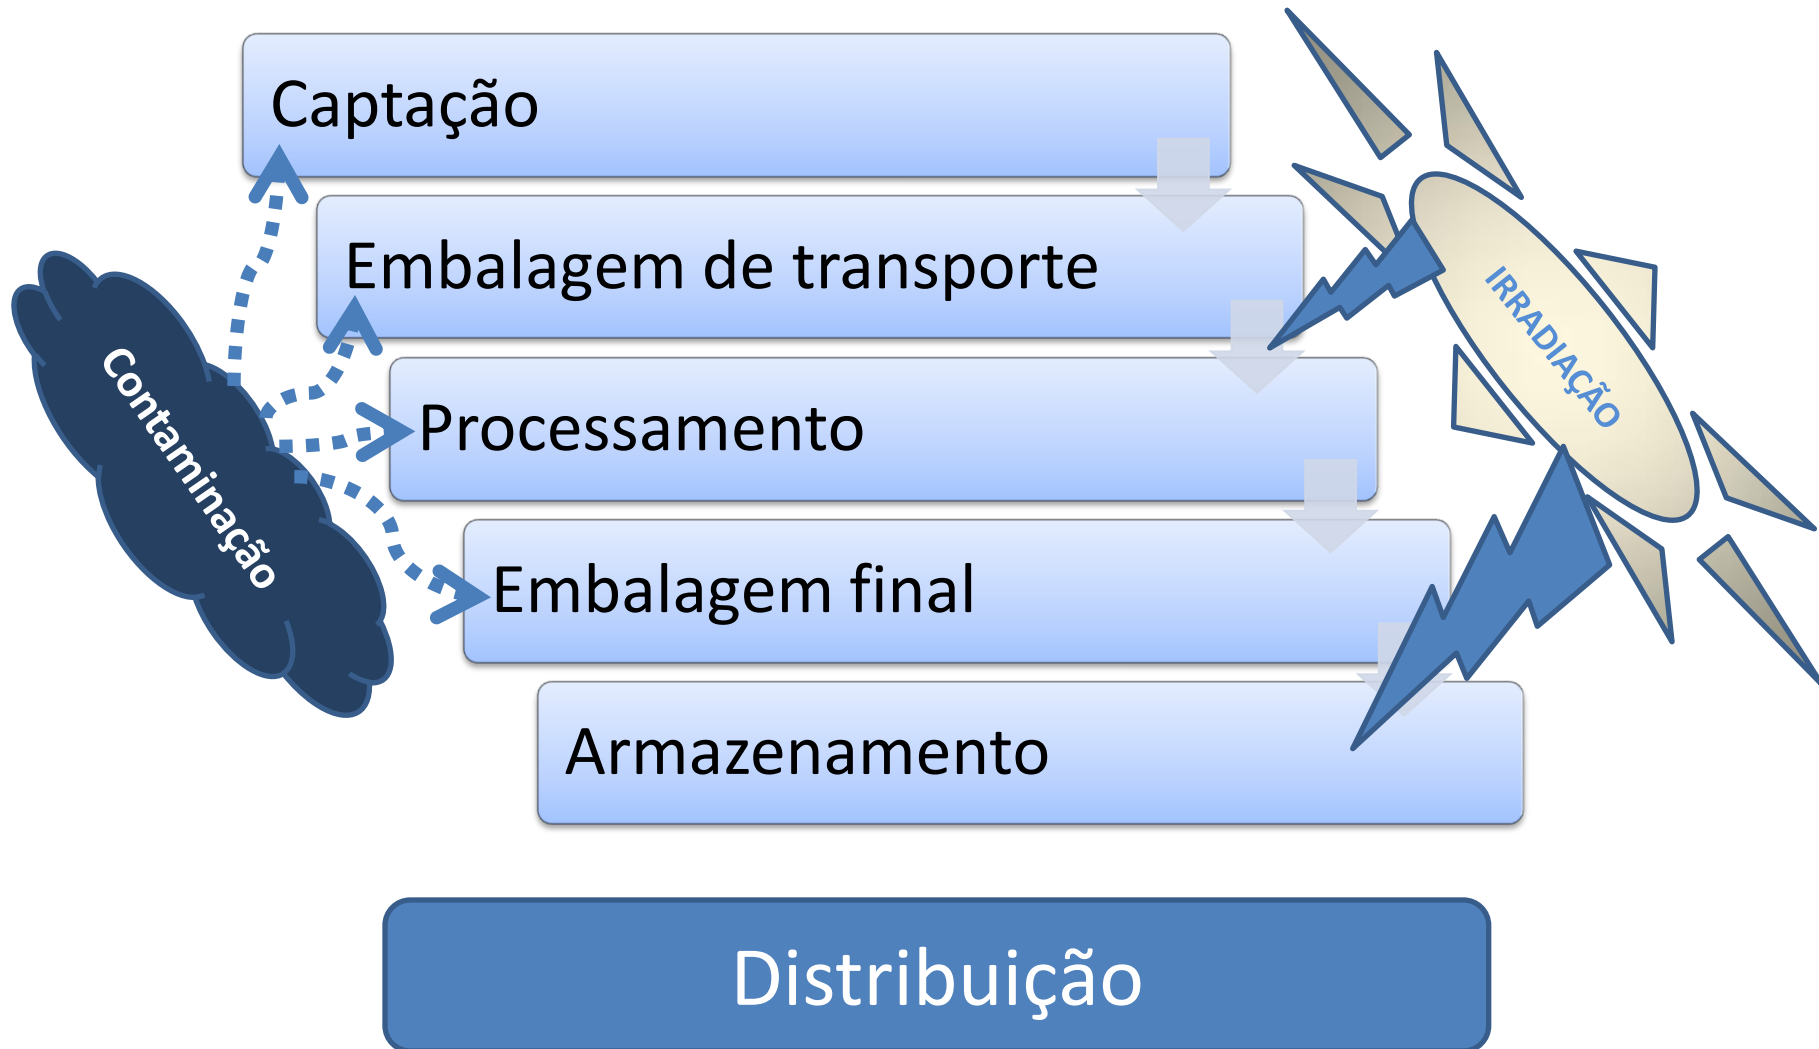 Captação
Embalagem de transporte
Processamento
Embalagem final
Armazenamento
Contaminação
IRRADIAÇÃO
Distribuição